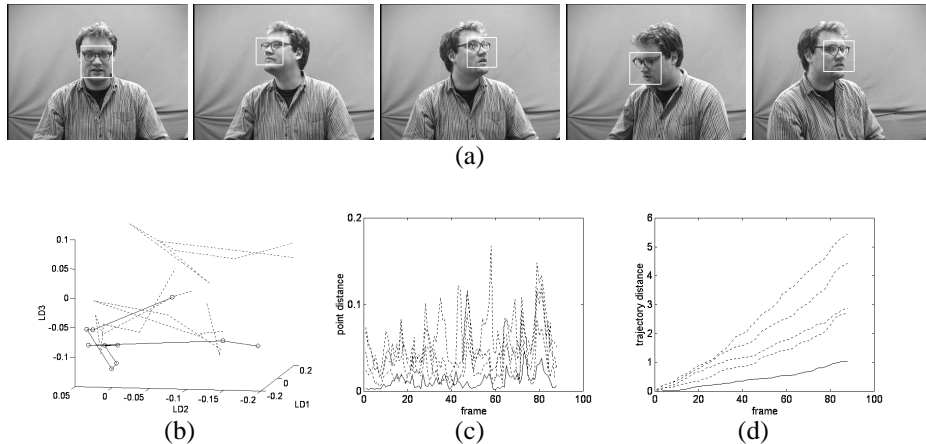 (a)
0.1
0.05
0
-0.05
-0.1
LD3
0.05
0
-0.05
-0.1
-0.15
-0.2
LD2
-0.2
0
0.2
LD1
(b)
0.2
0.1
0
point distance
0 20 40 60 80 100
frame
(c)
6
5
4
3
2
1
0
trajectory distance
0 20 40 60 80 100
frame
(d)